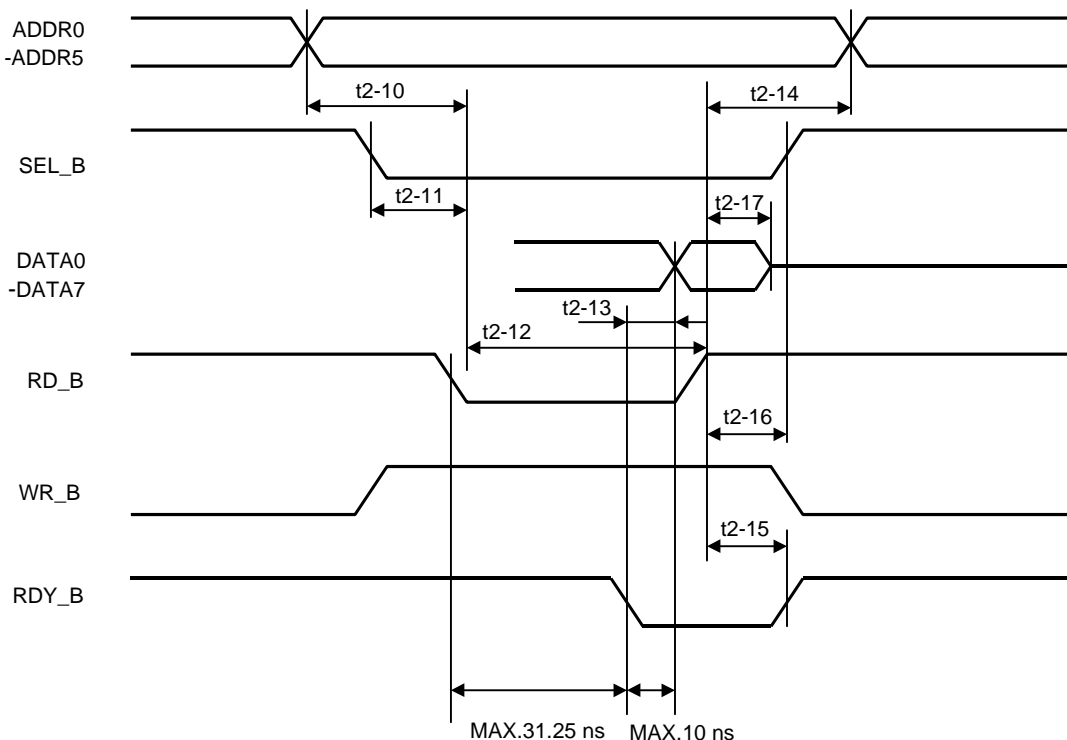 ADDR0
-ADDR5
t2-10
t2-14
SEL_B
t2-11
t2-17
DATA0
-DATA7
t2-13
t2-12
RD_B
t2-16
WR_B
t2-15
RDY_B
MAX.31.25 ns
MAX.10 ns